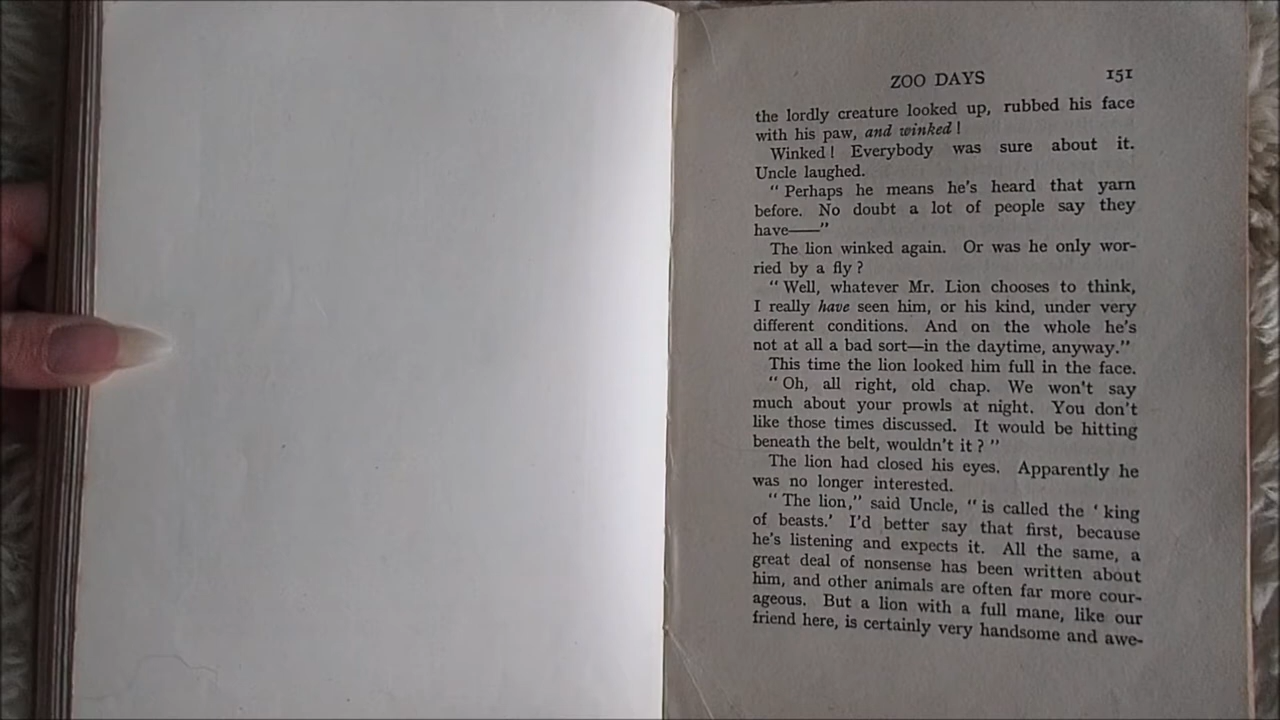 ZOO DAYS 151
the lordly creature looked up, rubbed his face
with his paw, and winked !
Winked ! Everybody was sure about it.
Uncle laughed.
“ Perhaps he means he’s heard that yarn
before. No doubt a lot of people say they
have——”
The lion winked again. Or was he only wor-
ried by a fly ?
“ Well, whatever Mr. Lion chooses to think,
I really have seen him, or his kind, under very
different conditions. And on the whole he’s
not at all a bad sort—in the daytime, anyway.”
This time the lion looked him full in the face.
“ Oh, all right, old chap. We won’t say
much about your prowls at night. You don’t
like those times discussed. It would be hitting
beneath the belt, wouldn’t it ? ”
The lion had closed his eyes. Apparently he
was no longer interested.
“ The lion,” said Uncle, “ is called the ‘ king
of beasts.’ I’d better say that first, because
he’s listening and expects it. All the same, a
great deal of nonsense has been written about
him, and other animals are often far more cour-
ageous. But a lion with a full mane, like our
friend here, is certainly very handsome and awe-